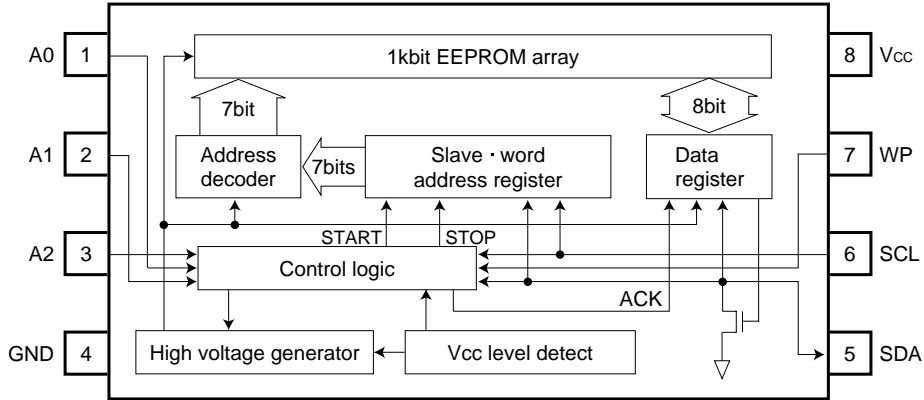 A0 1
1kbit EEPROM array
8 Vcc
7bit
8bit
A1 2
Address
decoder
7bits
Slave・word
address register
Data
register
7 WP
START STOP
A2 3
Control logic
6 SCL
ACK
GND 4
High voltage generator
Vcc level detect
5 SDA